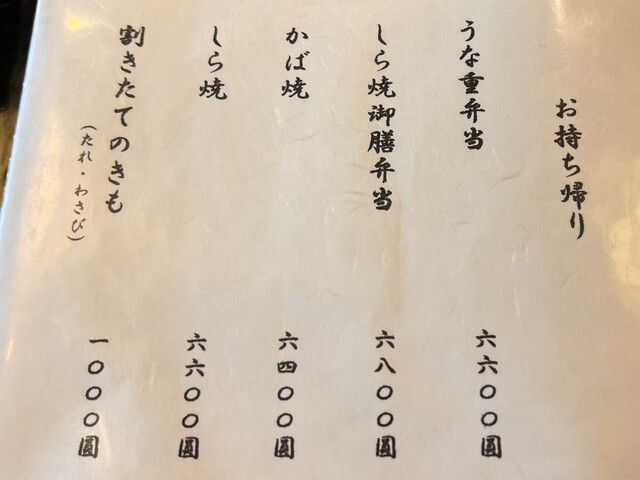 お持ち帰り
うな重弁当
六六〇〇圓
しら焼御膳弁当
六八〇〇圓
かば焼
六四〇〇圓
しら焼
六六〇〇圓
割きたてのきも
（たれ・わさび）
一〇〇〇圓